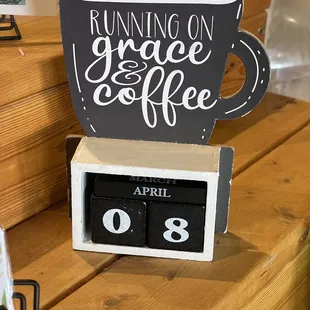 RUNNING ON
grace
&
coffee
MARCH
APRIL
08